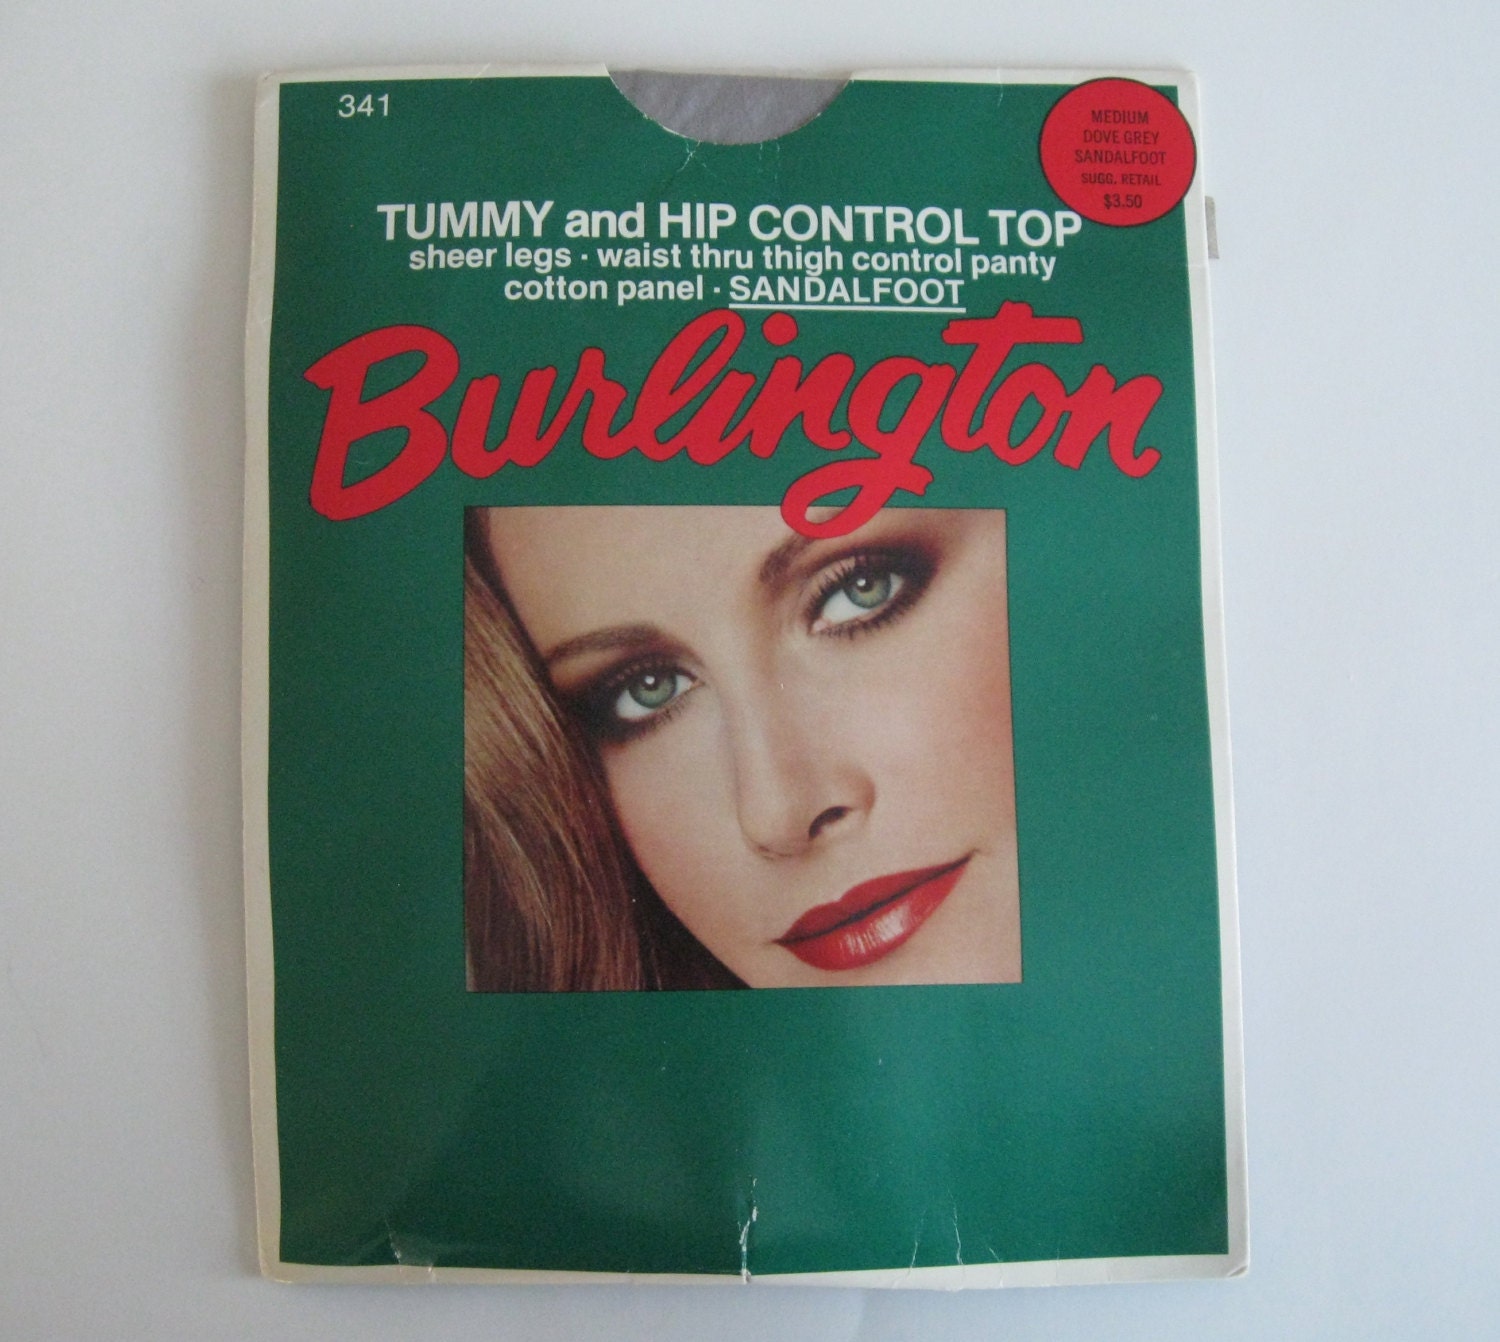 341
MEDIUM
DOVE GREY
SANDALFOOT
SUGG. RETAIL
$3.50
TUMMY and HIP CONTROL TOP
sheer legs · waist thru thigh control panty
cotton panel · SANDALFOOT
Burlington